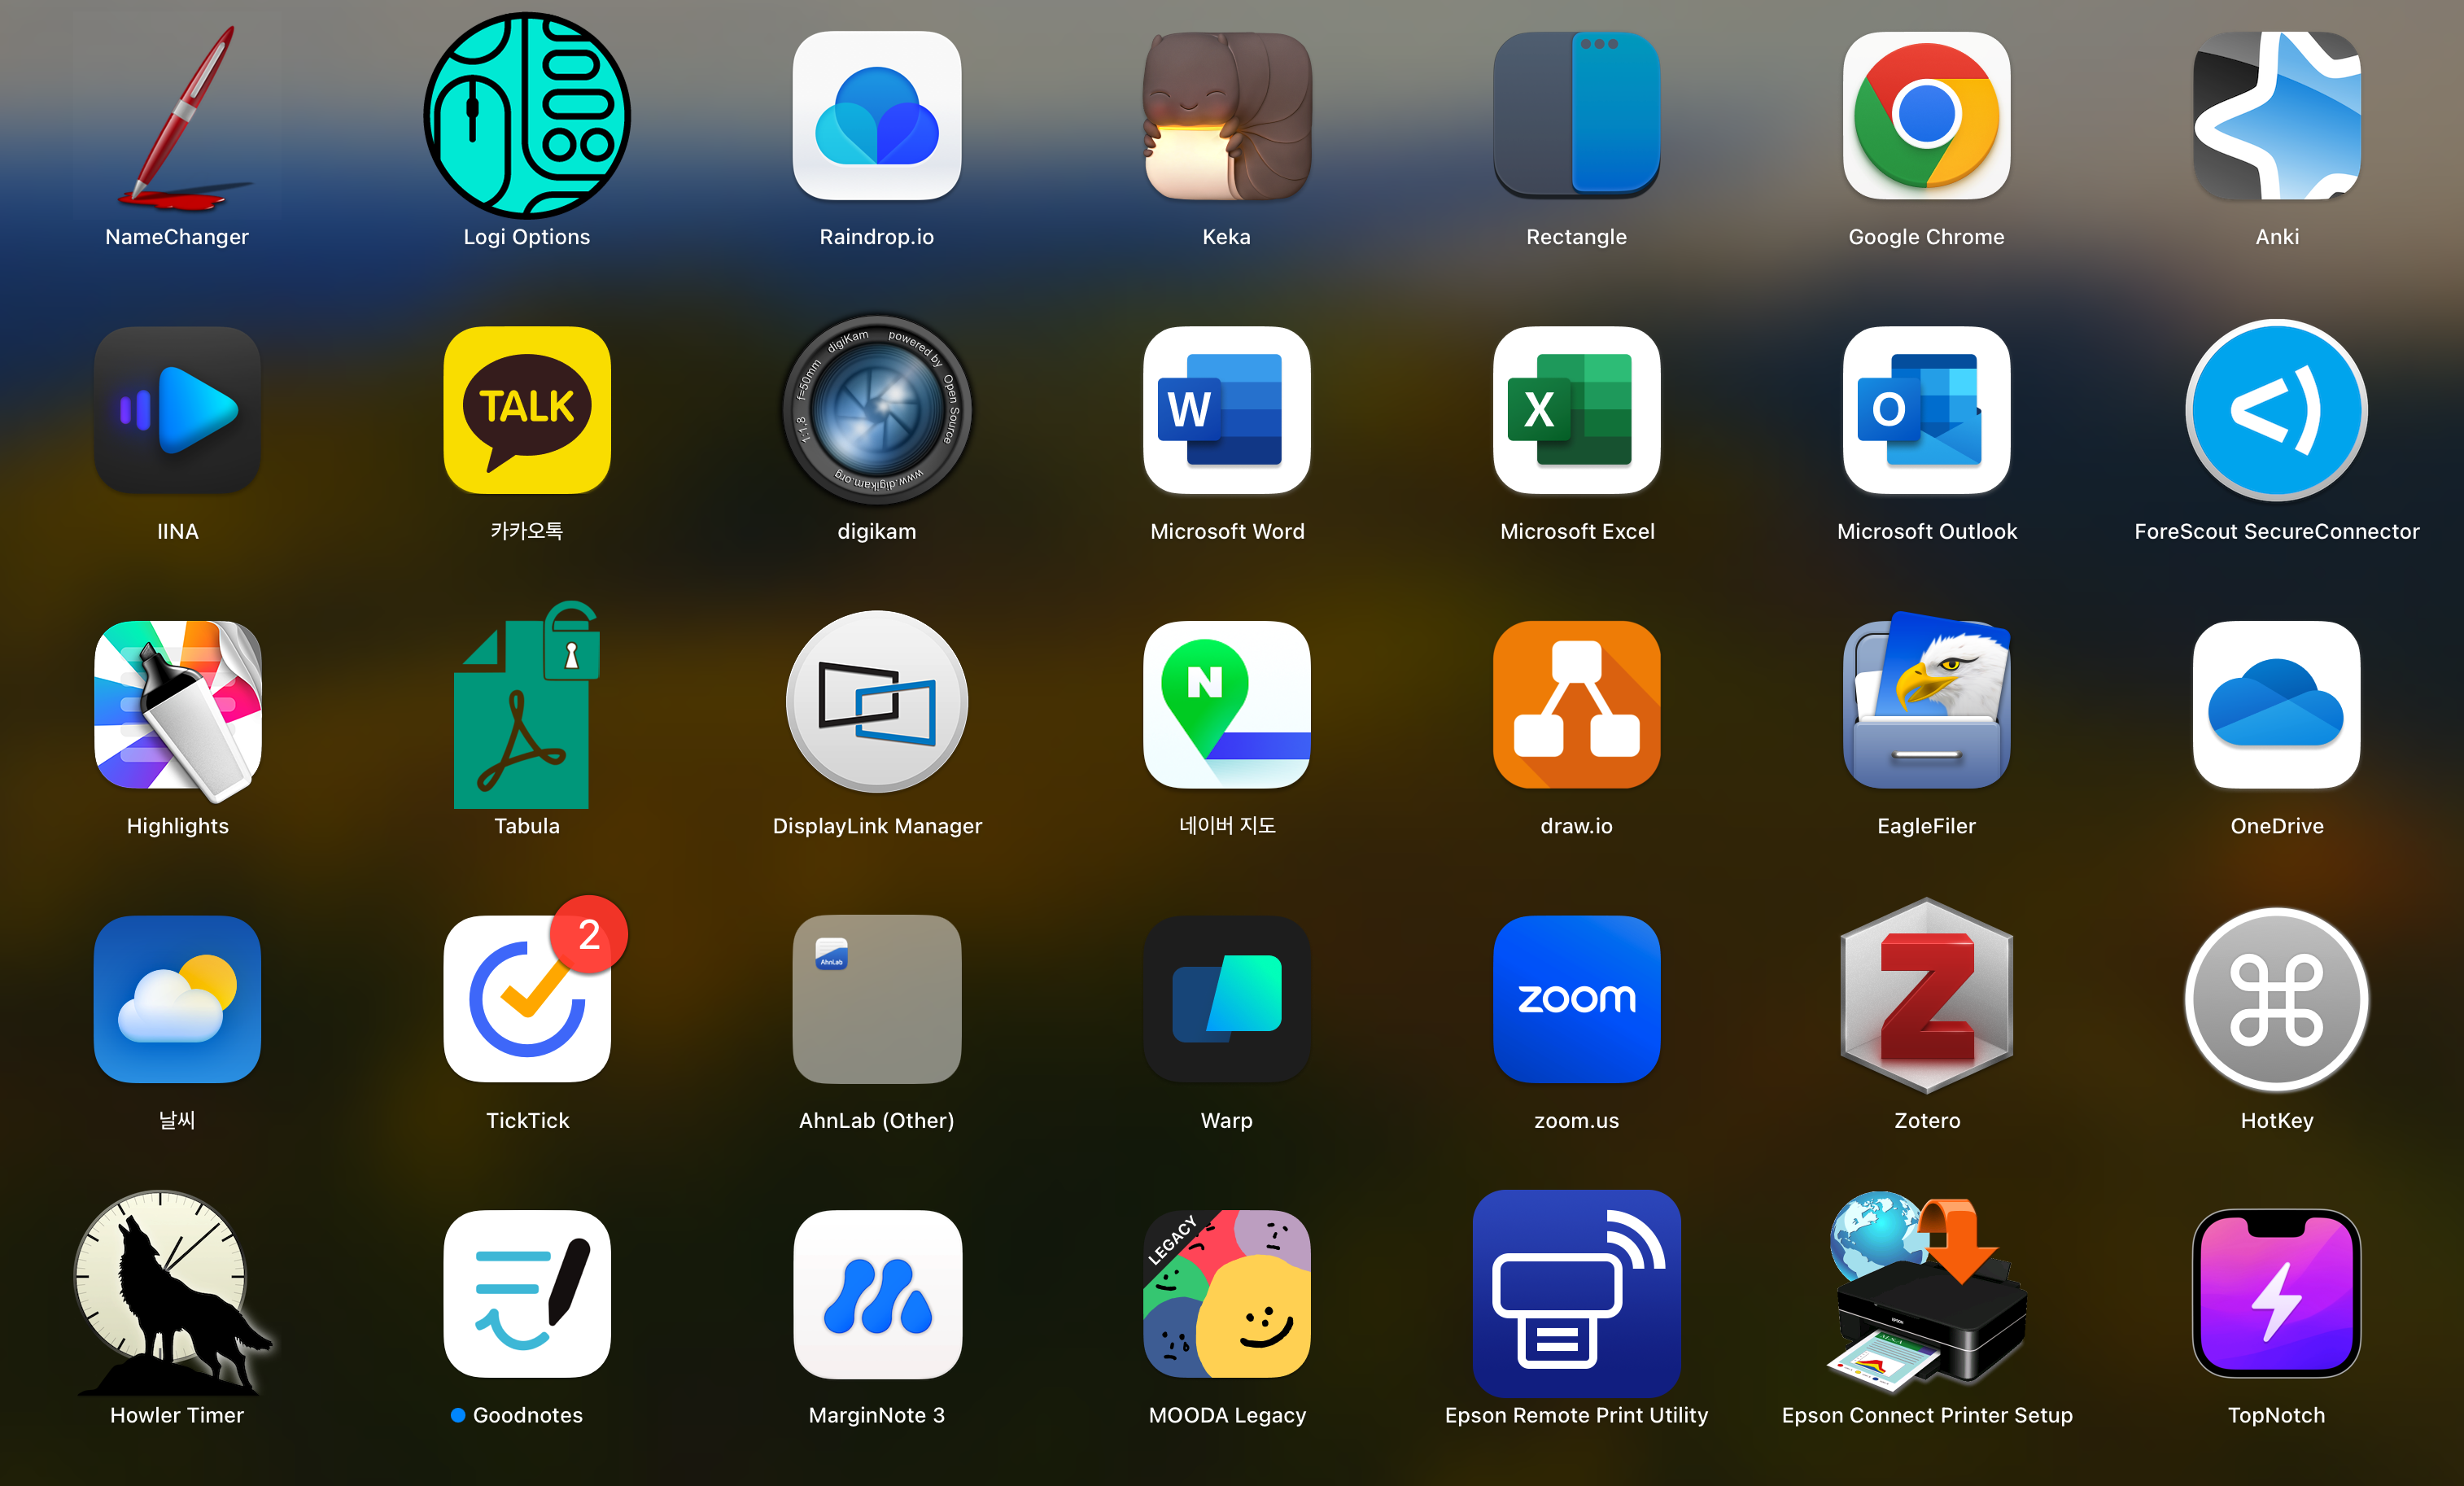 NameChanger
Logi Options
Raindrop.io
Keka
Rectangle
Google Chrome
Anki
TALK
digiKam powered by Open Source www.digikam.org 1:1,8 f=50mm
W
X
O
IINA
카카오톡
digikam
Microsoft Word
Microsoft Excel
Microsoft Outlook
ForeScout SecureConnector
N
Highlights
Tabula
DisplayLink Manager
네이버 지도
draw.io
EagleFiler
OneDrive
2
AhnLab
zoom
Z
날씨
TickTick
AhnLab (Other)
Warp
zoom.us
Zotero
HotKey
LEGACY
EPSON
Howler Timer
Goodnotes
MarginNote 3
MOODA Legacy
Epson Remote Print Utility
Epson Connect Printer Setup
TopNotch